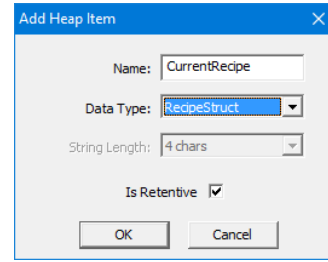 Add Heap Item
Name: CurrentRecipe
Data Type: RecipeStruct
String Length: 4 chars
Is Retentive
OK Cancel